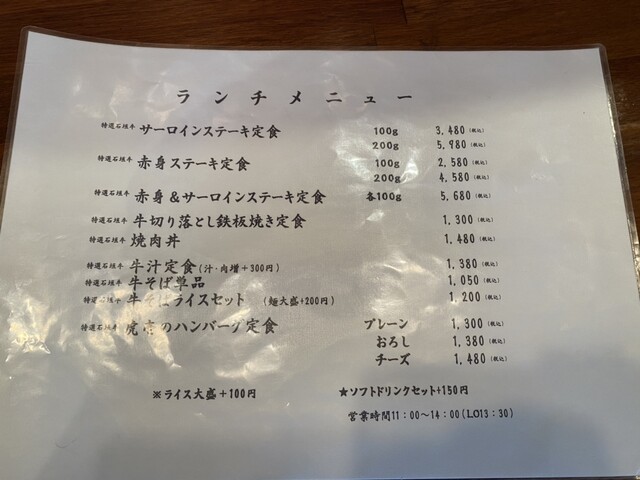 ランチメニュー
特選石垣牛 サーロインステーキ定食 100g 3,480(税込)
200g 5,980(税込)
特選石垣牛 赤身ステーキ定食 100g 2,580(税込)
200g 4,580(税込)
特選石垣牛 赤身&サーロインステーキ定食 各100g 5,680(税込)
特選石垣牛 牛切り落とし鉄板焼き定食 1,300(税込)
特選石垣牛 焼肉丼 1,480(税込)
特選石垣牛 牛汁定食(汁・肉増+300円) 1,380(税込)
特選石垣牛 牛そば単品 1,050(税込)
特選石垣牛 牛そばライスセット (麺大盛+200円) 1,200(税込)
特選石垣牛 虎吉のハンバーグ定食 プレーン 1,300(税込)
おろし 1,380(税込)
チーズ 1,480(税込)
※ライス大盛+100円 ★ソフトドリンクセット+150円
営業時間11:00〜14:00(LO13:30)